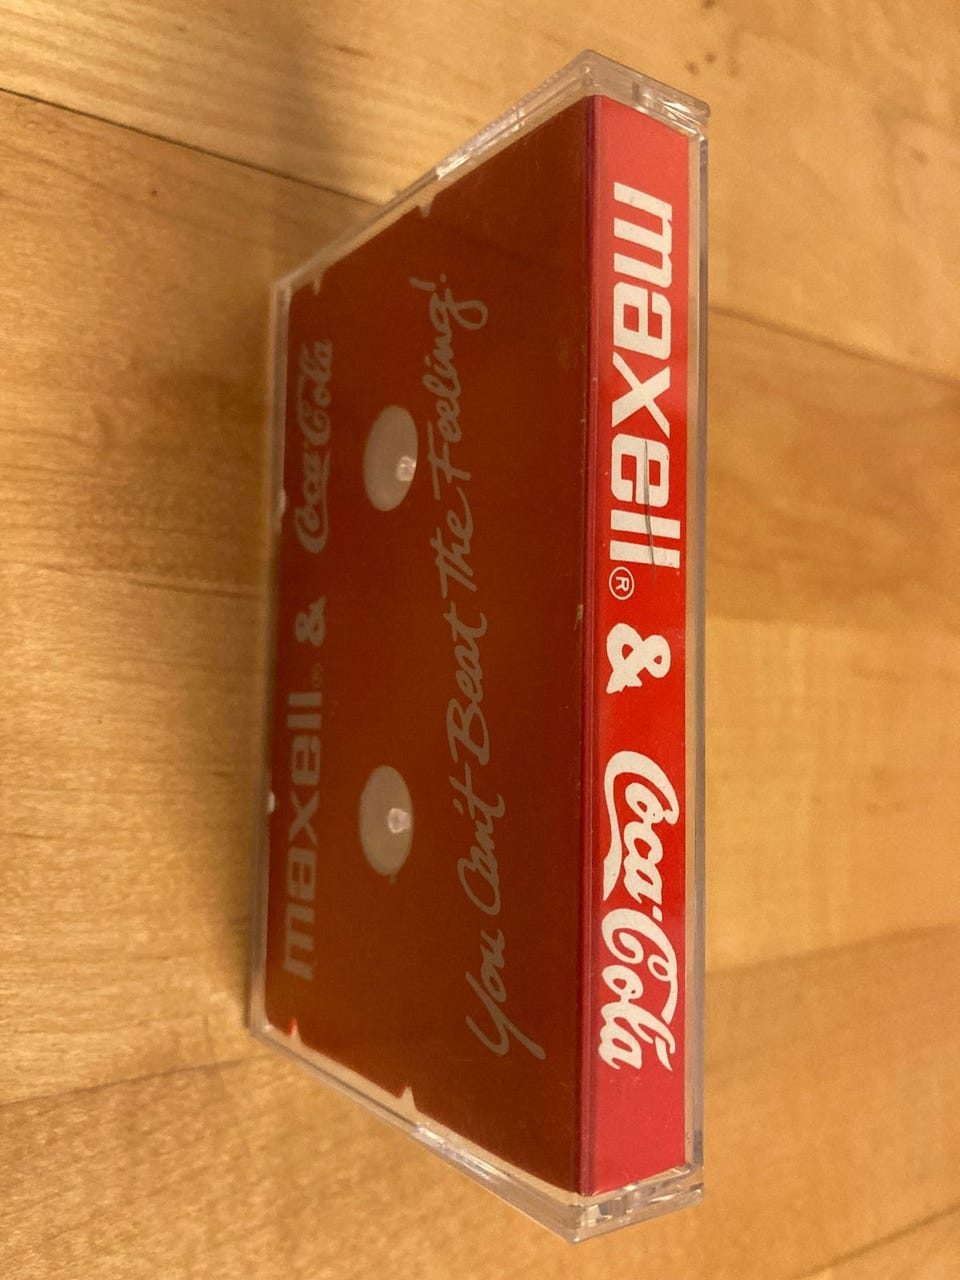 maxell® & Coca-Cola
You Can't Beat The Feeling!
maxell® & Coca-Cola